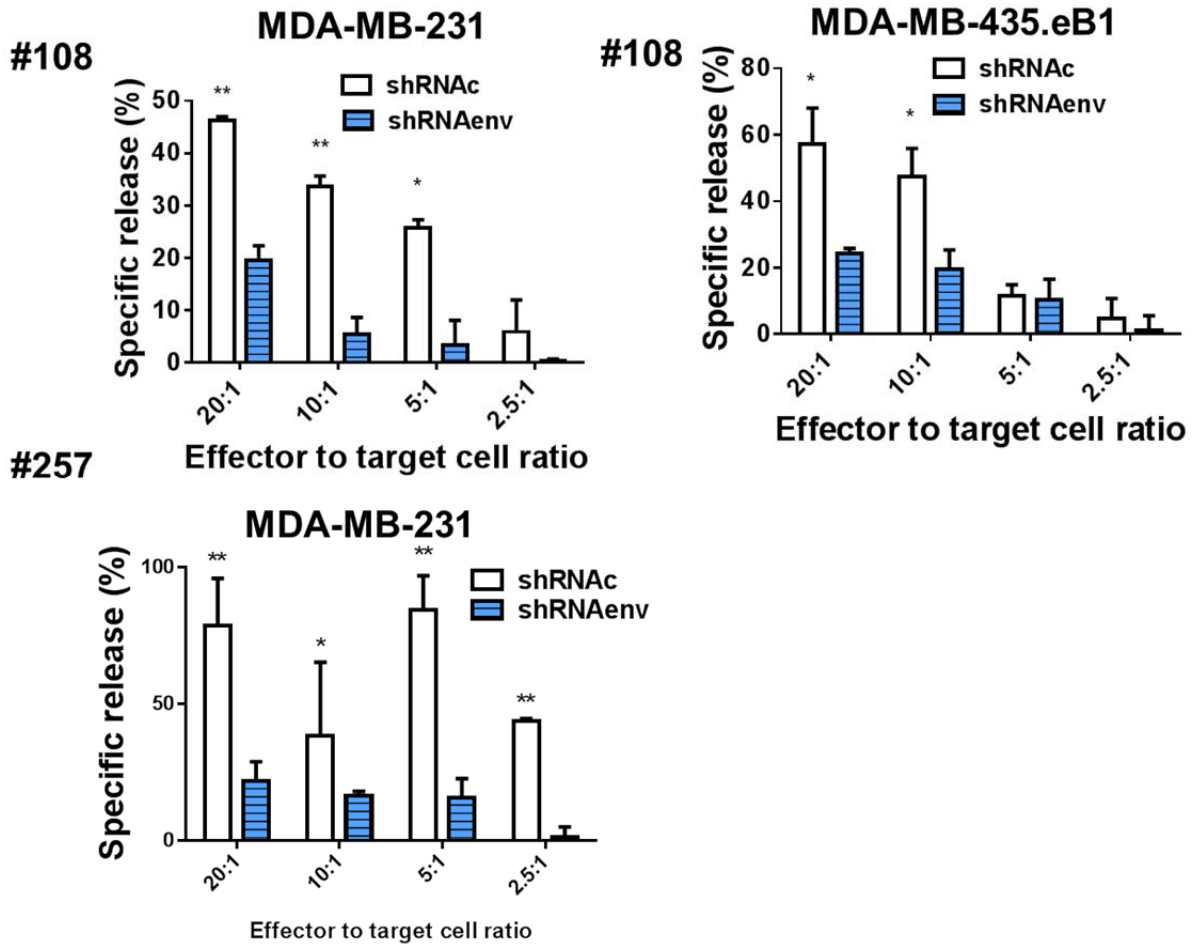 #108
MDA-MB-231
shRNAc
shRNAenv
Specific release (%)
50
40
30
20
10
0
**
**
*
20:1
10:1
5:1
2.5:1
Effector to target cell ratio
#108
MDA-MB-435.eB1
shRNAc
shRNAenv
Specific release (%)
80
60
40
20
0
*
*
20:1
10:1
5:1
2.5:1
Effector to target cell ratio
#257
MDA-MB-231
shRNAc
shRNAenv
Specific release (%)
100
50
0
**
*
**
**
20:1
10:1
5:1
2.5:1
Effector to target cell ratio